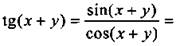 tg(x + y) = sin(x + y) / cos(x + y) =